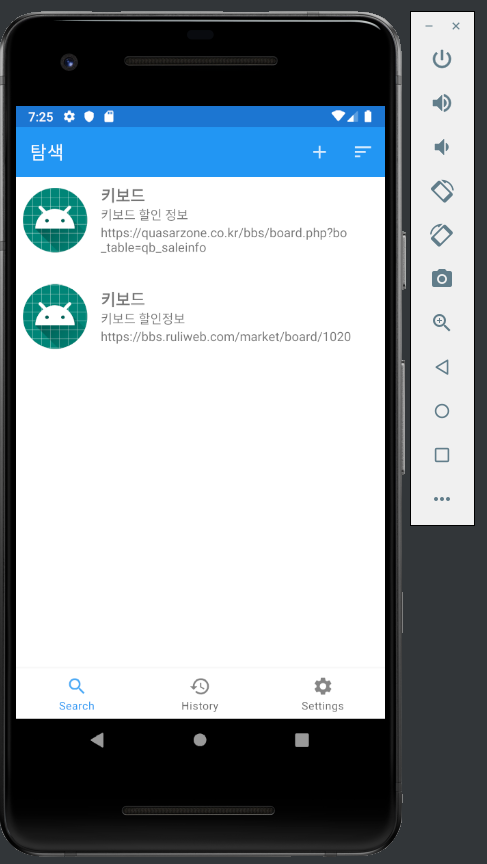 7:25
탐색
키보드
키보드 할인 정보
https://quasarzone.co.kr/bbs/board.php?bo
_table=qb_saleinfo
키보드
키보드 할인정보
https://bbs.ruliweb.com/market/board/1020
Search
History
Settings